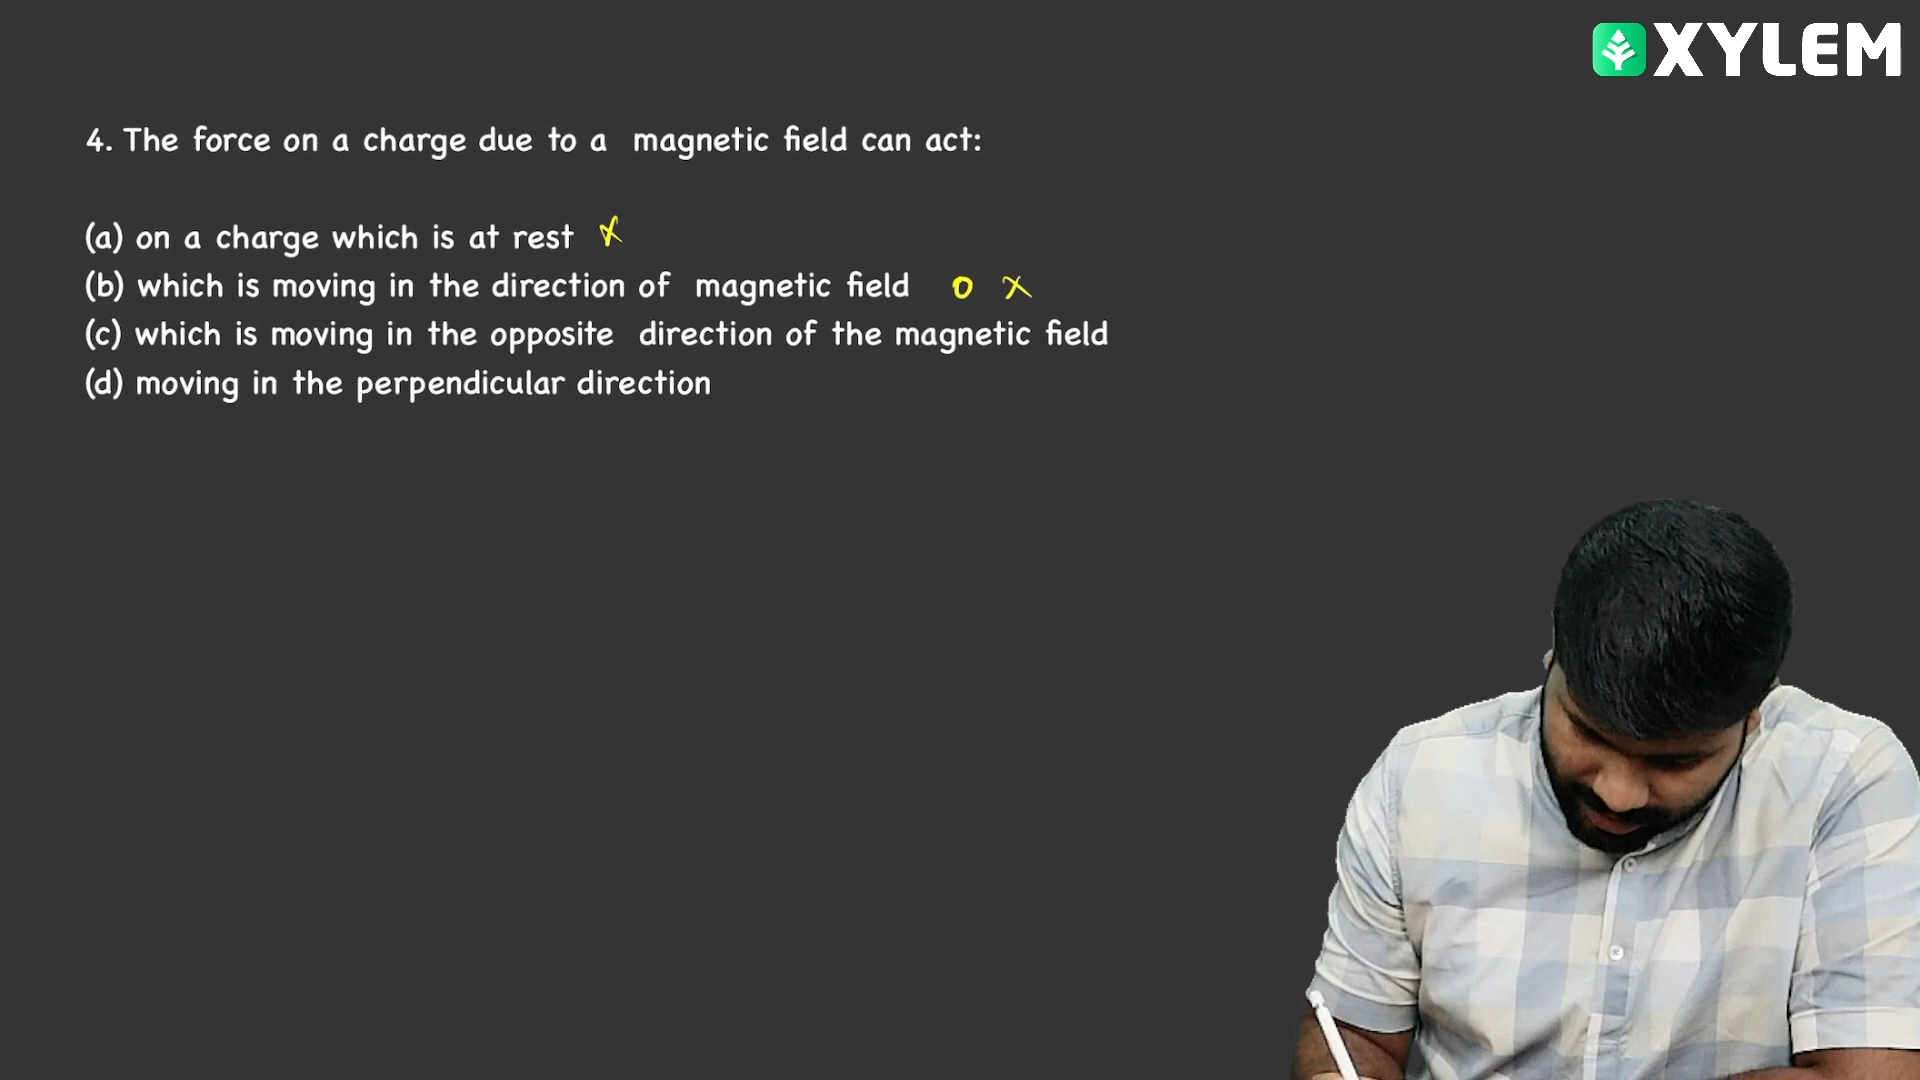 XYLEM
4. The force on a charge due to a magnetic field can act:
(a) on a charge which is at rest x
(b) which is moving in the direction of magnetic field 0 x
(c) which is moving in the opposite direction of the magnetic field
(d) moving in the perpendicular direction